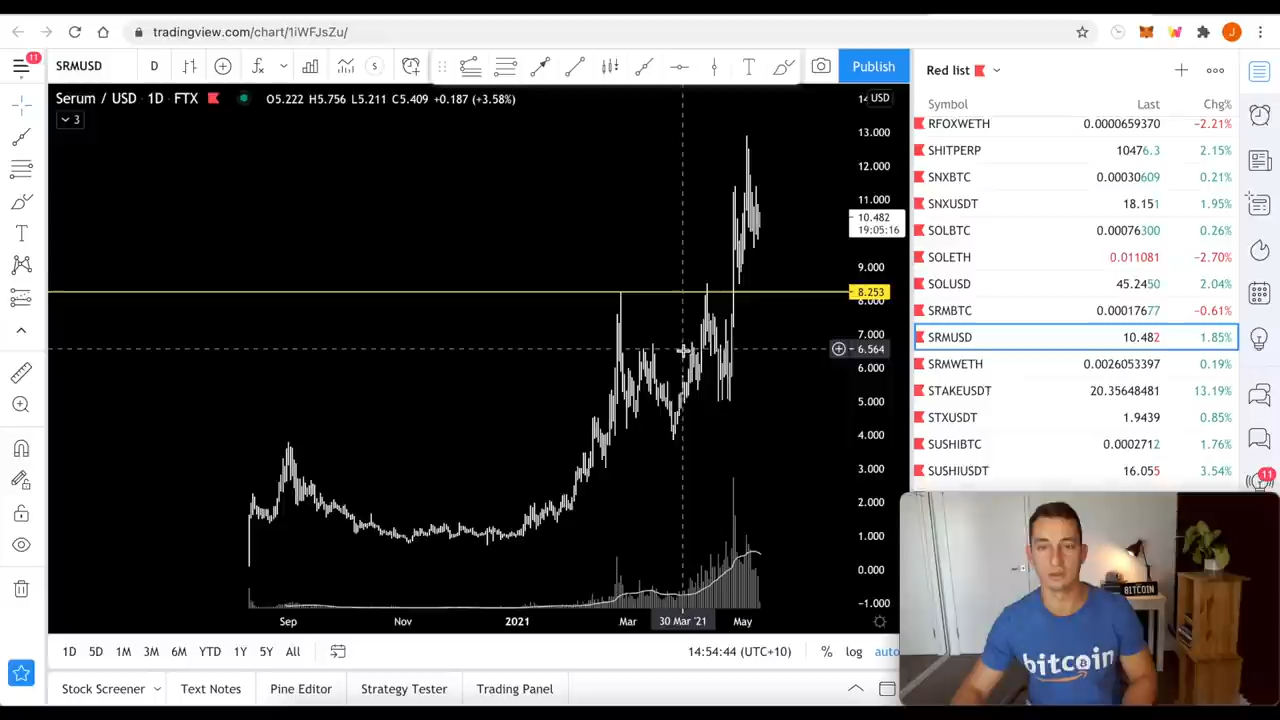 tradingview.com/chart/1iWFJsZu/
J
11
SRMUSD
D
S
T
Publish
Red list
Serum / USD · 1D · FTX
O5.222 H5.756 L5.211 C5.409 +0.187 (+3.58%)
3
USD
Symbol Last Chg%
RFOXWETH 0.0000659370 −2.21%
SHITPERP 10476.3 2.15%
SNXBTC 0.00030609 0.21%
SNXUSDT 18.151 1.95%
SOLBTC 0.00076300 0.26%
SOLETH 0.011081 −2.70%
SOLUSD 45.2450 2.04%
SRMBTC 0.00017677 −0.61%
SRMUSD 10.482 1.85%
SRMWETH 0.0026053397 0.19%
STAKEUSDT 20.35648481 13.19%
STXUSDT 1.9439 0.85%
SUSHIBTC 0.0002712 1.76%
SUSHIUSDT 16.055 3.54%
11
14
13.000
12.000
11.000
10.482
19:05:16
9.000
8.253
8.000
7.000
6.564
6.000
5.000
4.000
3.000
2.000
1.000
0.000
−1.000
Sep Nov 2021 Mar 30 Mar '21 May
1D 5D 1M 3M 6M YTD 1Y 5Y All
14:54:44 (UTC+10) % log auto
Stock Screener Text Notes Pine Editor Strategy Tester Trading Panel
BITCOIN
bitcoin